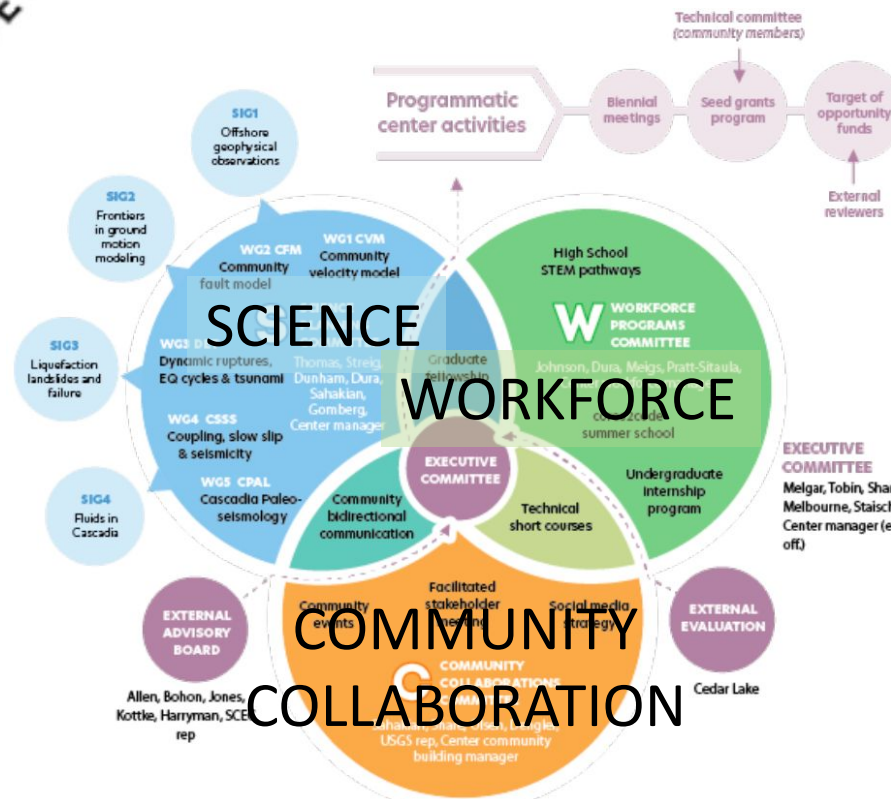 Technical committee
(community members)
Programmatic
center activities
Biennial
meetings
Seed grants
program
Target of
opportunity
funds
External
reviewers
SIG1
Offshore
geophysical
observations
SIG2
Frontiers
in ground
motion
modeling
SIG3
Liquefaction
landslides and
failure
SIG4
Fluids in
Cascadia
WG1 CVM
Community
velocity model
WG2 CFM
Community
fault model
SCIENCE
WG3
Dynamic ruptures,
EQ cycles & tsunami
Thomas, Streig,
Dunham, Dura,
Sahakian,
Gomberg,
Center manager
WG4 CSSS
Coupling, slow slip
& seismicity
WG5 CPAL
Cascadia Paleo-
seismology
Graduate
fellowship
High School
STEM pathways
W WORKFORCE
PROGRAMS
COMMITTEE
Johnson, Dura, Meigs, Pratt-Sitaula,
WORKFORCE
summer school
Undergraduate
internship
program
EXECUTIVE
COMMITTEE
Community
bidirectional
communication
Technical
short courses
EXECUTIVE
COMMITTEE
Melgar, Tobin,
Melbourne,
Center manager
off.)
EXTERNAL
ADVISORY
BOARD
Allen, Bohon, Jones,
Kottke, Harryman,
rep
EXTERNAL
EVALUATION
Cedar Lake
Community
events
Facilitated
stakeholder
meeting
Social media
strategy
COMMUNITY
COLLABORATION
C COMMUNITY
COLLABORATIONS
USGS rep, Center community
building manager